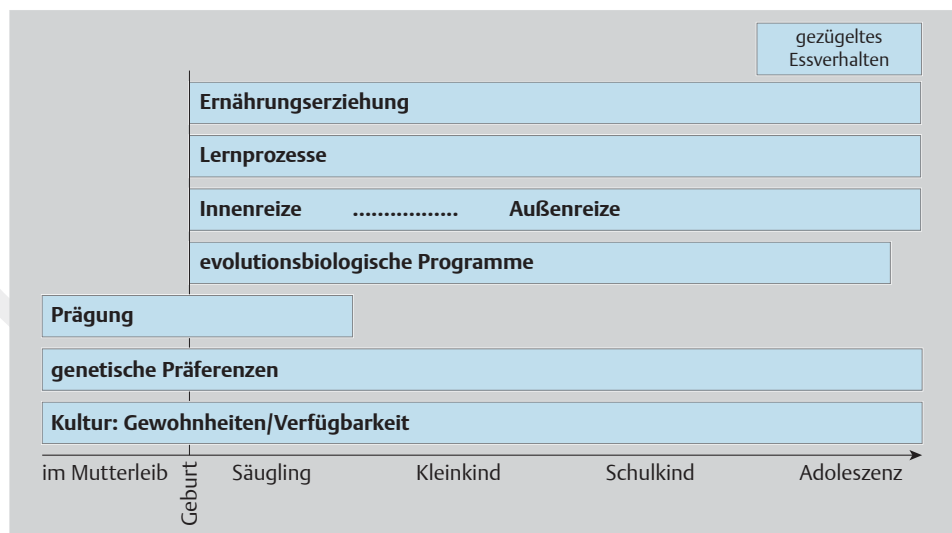 gezügeltes
Essverhalten
Ernährungserziehung
Lernprozesse
Innenreize ................. Außenreize
evolutionsbiologische Programme
Prägung
genetische Präferenzen
Kultur: Gewohnheiten/Verfügbarkeit
im Mutterleib Geburt Säugling Kleinkind Schulkind Adoleszenz